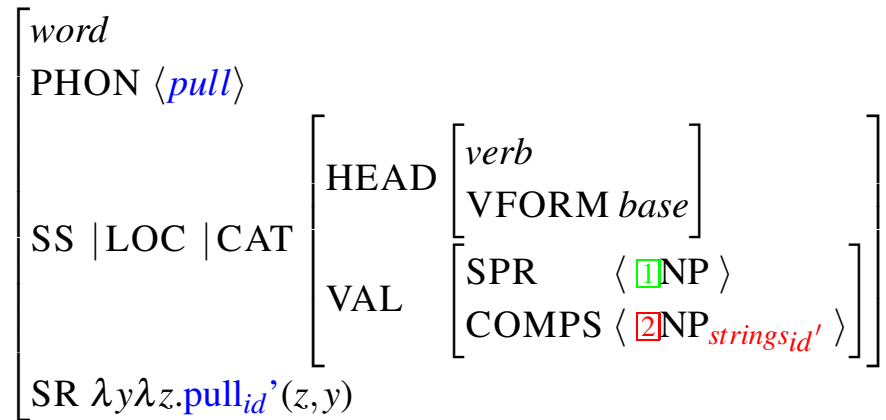 word
PHON ⟨pull⟩
SS |LOC |CAT
HEAD
verb
VFORM base
VAL
SPR ⟨ 1NP ⟩
COMPS ⟨ 2NP_strings_id′ ⟩
SR λyλz.pull_id’(z,y)